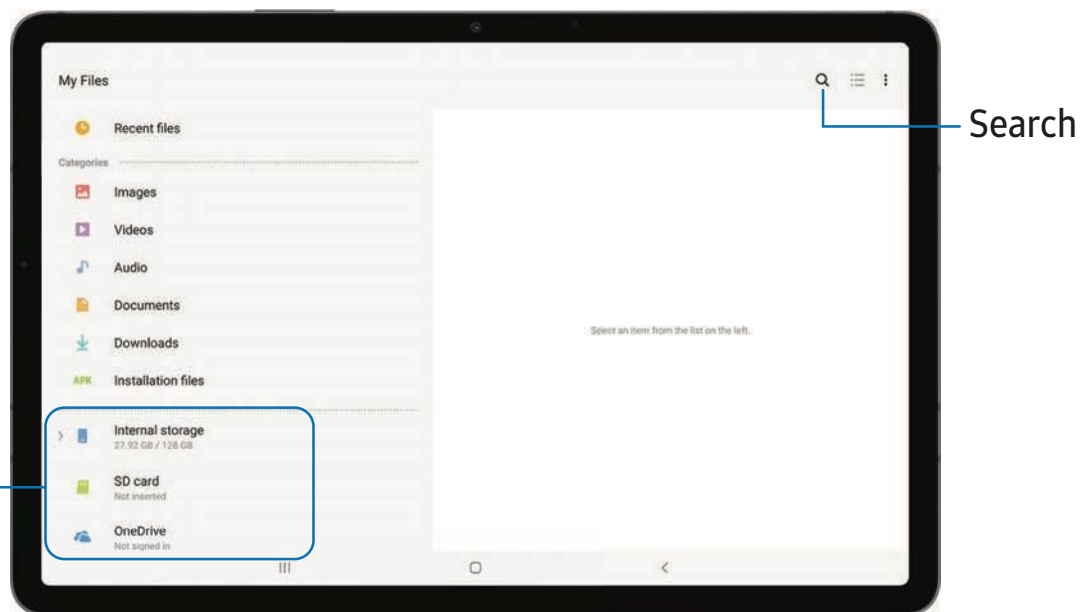 My Files
Search
Recent files
Categories
Images
Videos
Audio
Documents
Select an item from the list on the left.
Downloads
APK Installation files
Internal storage
27.92 GB / 128 GB
SD card
Not inserted
OneDrive
Not signed in